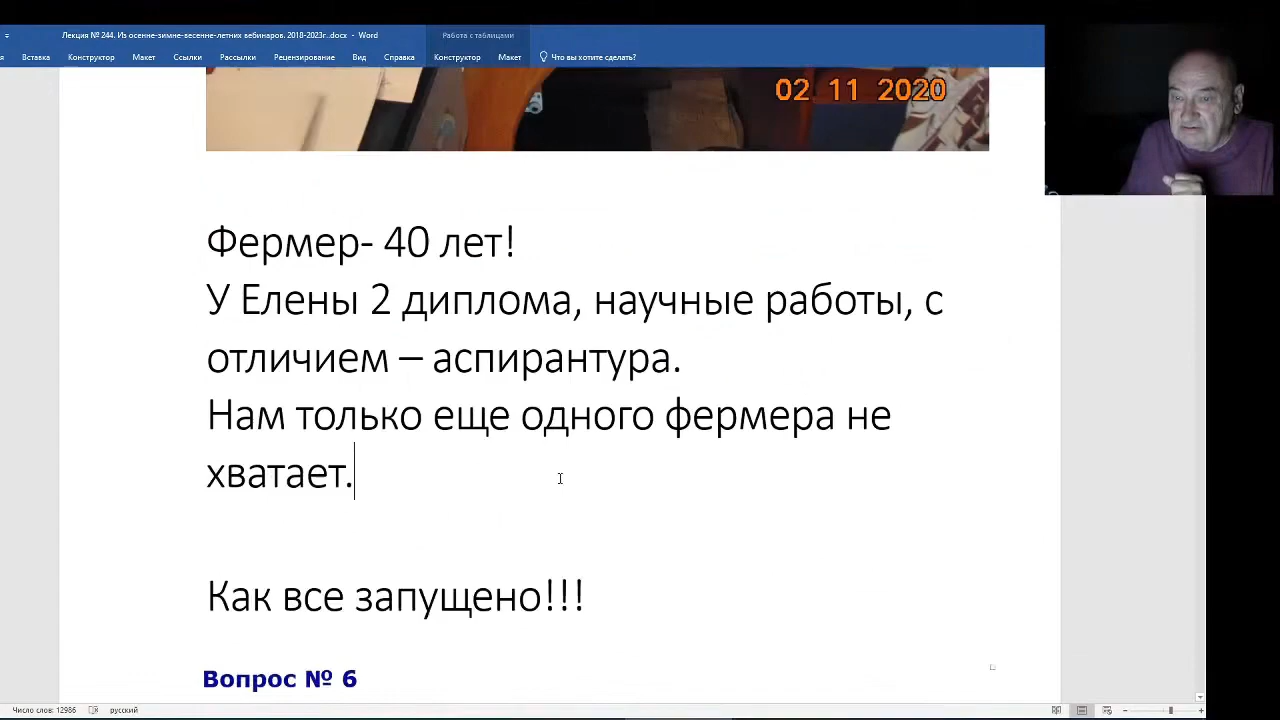 Лекция № 244. Из осенне-зимне-весенне-летних вебинаров. 2018-2023г..docx - Word
Работа с таблицами
Вставка Конструктор Макет Ссылки Рассылки Рецензирование Вид Справка Конструктор Макет Что вы хотите сделать?
02 11 2020
Фермер- 40 лет!
У Елены 2 диплома, научные работы, с
отличием – аспирантура.
Нам только еще одного фермера не
хватает.
Как все запущено!!!
Вопрос № 6
Число слов: 12986 русский